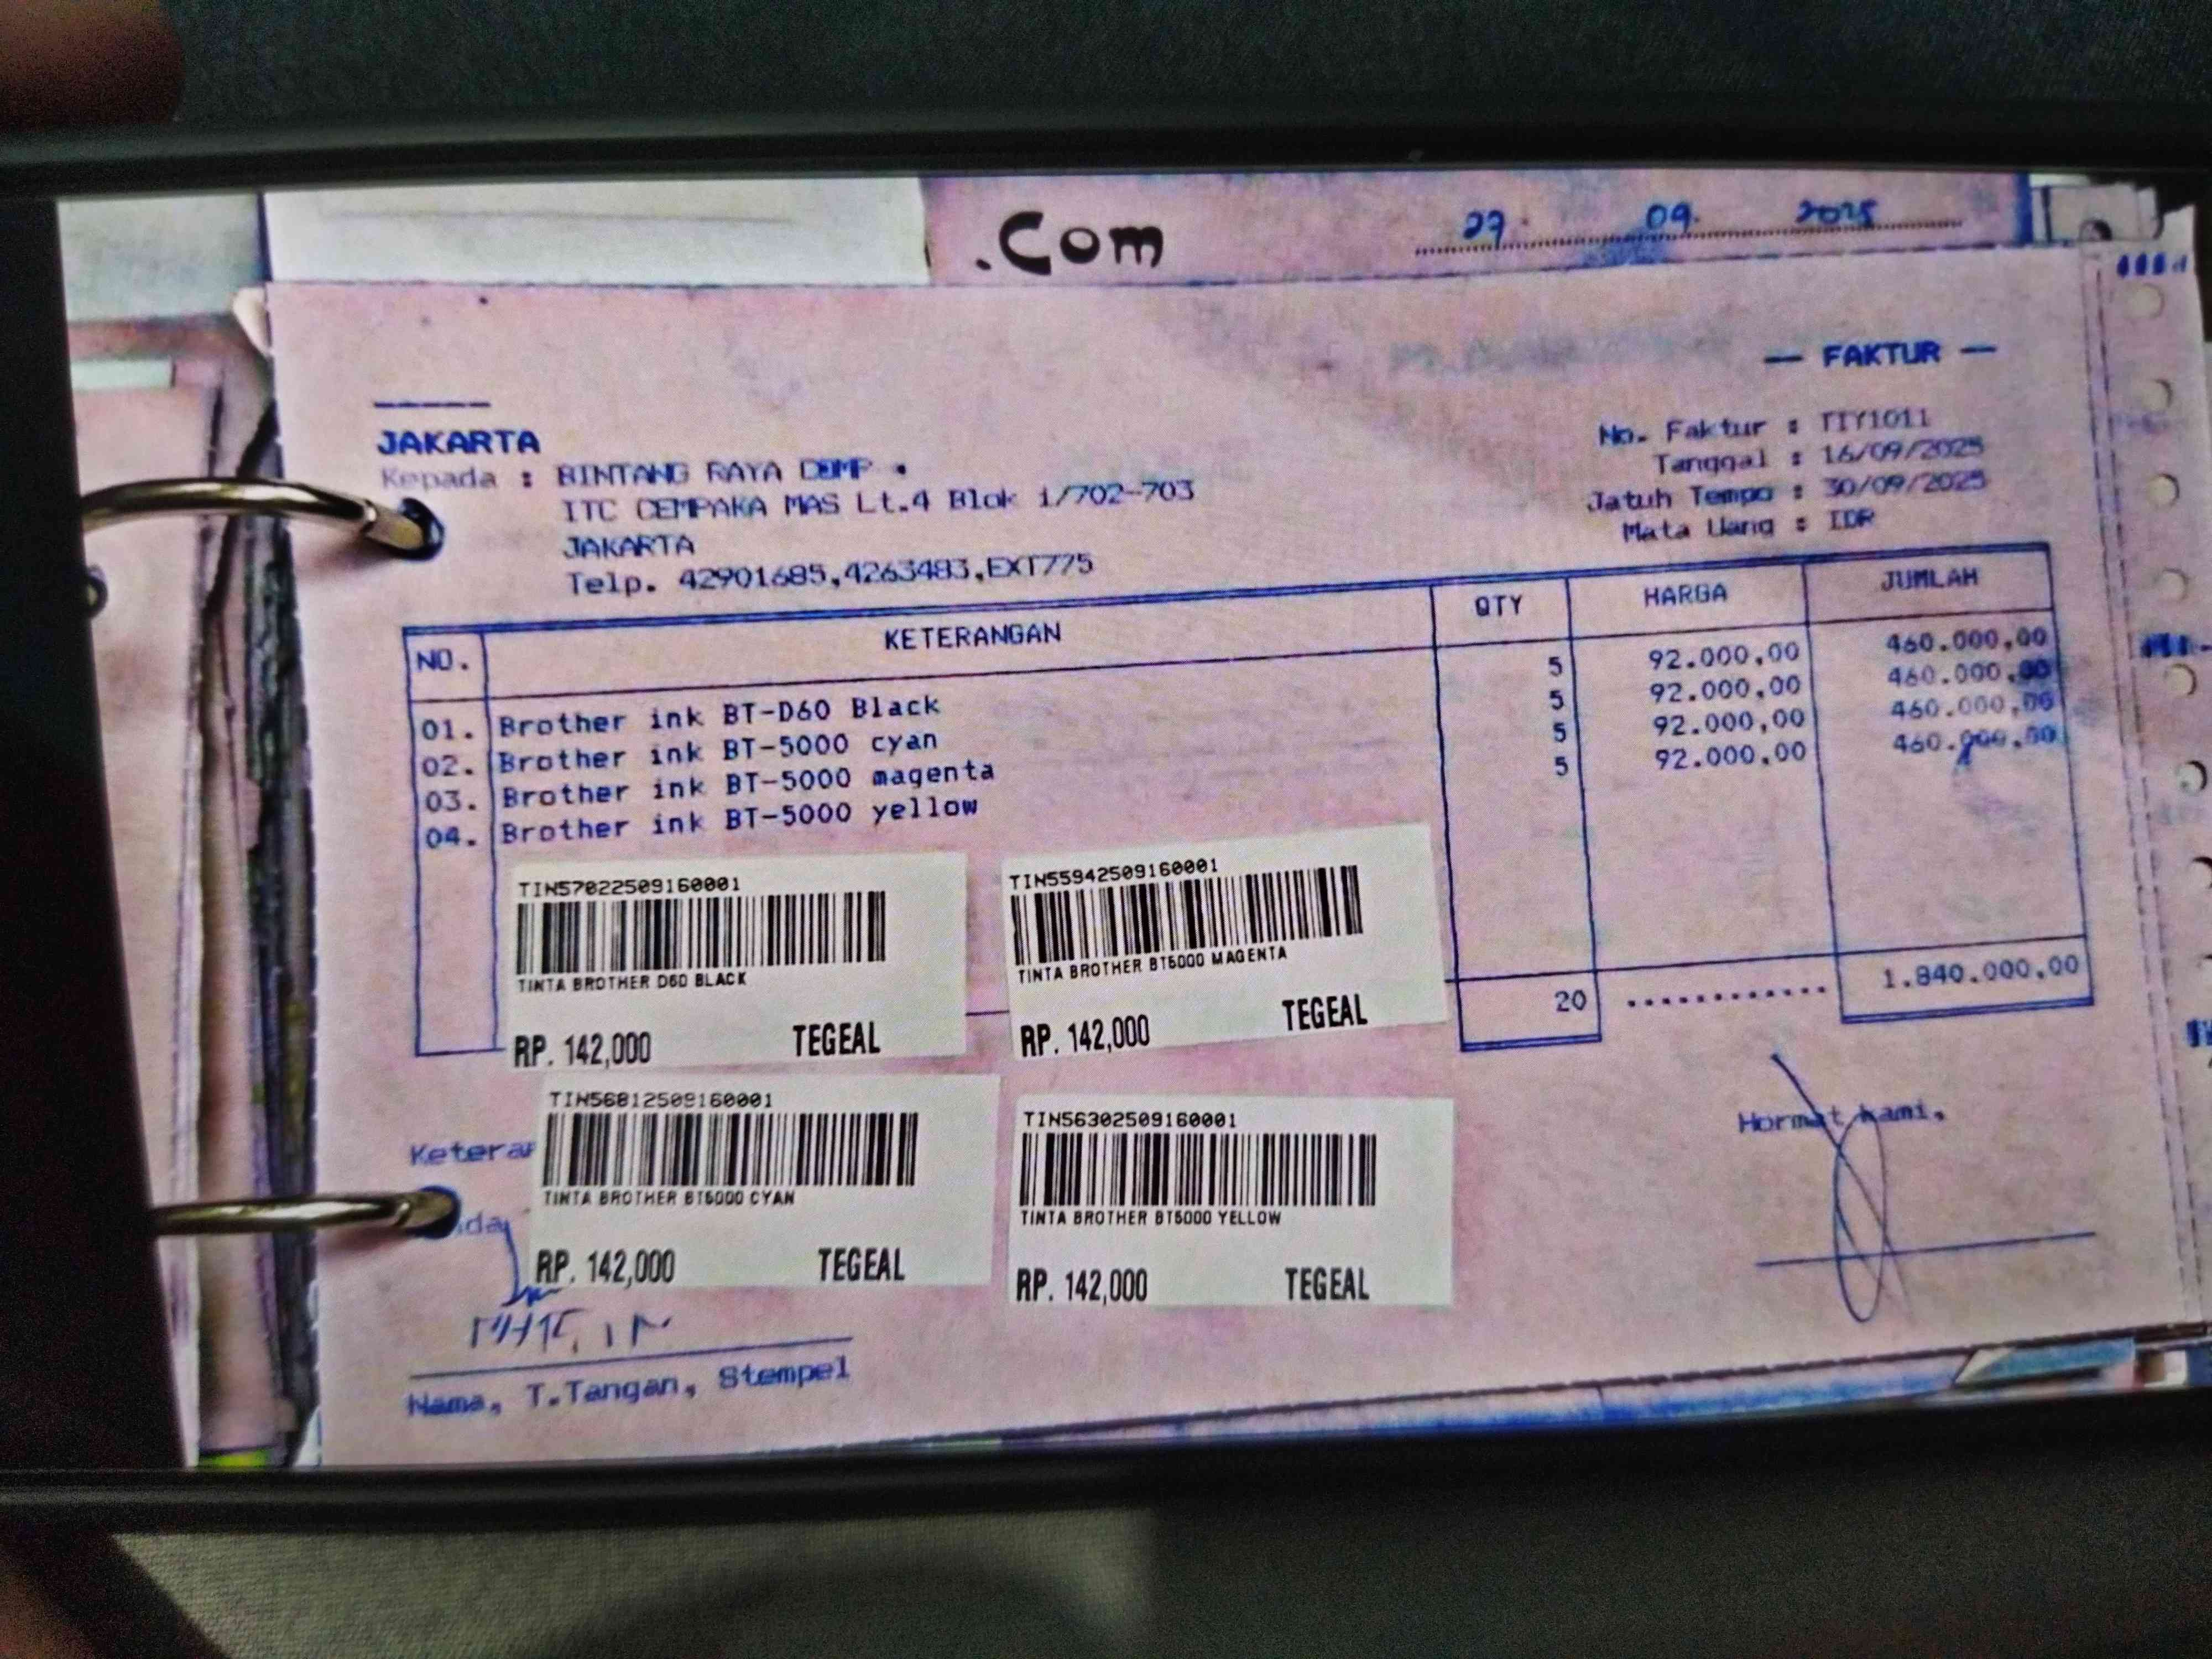 .Com
27. 09. 2025
— FAKTUR —
JAKARTA
Kepada : BINTANG RAYA COMP .
ITC CEMPAKA MAS Lt.4 Blok i/702-703
JAKARTA
Telp. 42901685,4263483,EXT775
No. Faktur : TIY1011
Tanggal : 16/09/2025
Jatuh Tempo : 30/09/2025
Mata Uang : IDR
NO. KETERANGAN QTY HARGA JUMLAH
01. Brother ink BT-D60 Black 5 92.000,00 460.000,00
02. Brother ink BT-5000 cyan 5 92.000,00 460.000,00
03. Brother ink BT-5000 magenta 5 92.000,00 460.000,00
04. Brother ink BT-5000 yellow 5 92.000,00 460.000,00
20 ............ 1.840.000,00
TIN57022509160001
TINTA BROTHER D60 BLACK
RP. 142,000 TEGEAL
TIN55942509160001
TINTA BROTHER BT5000 MAGENTA
RP. 142,000 TEGEAL
TIN56812509160001
TINTA BROTHER BT5000 CYAN
RP. 142,000 TEGEAL
TIN56302509160001
TINTA BROTHER BT5000 YELLOW
RP. 142,000 TEGEAL
Hormat kami,
Nama, T.Tangan, Stempel